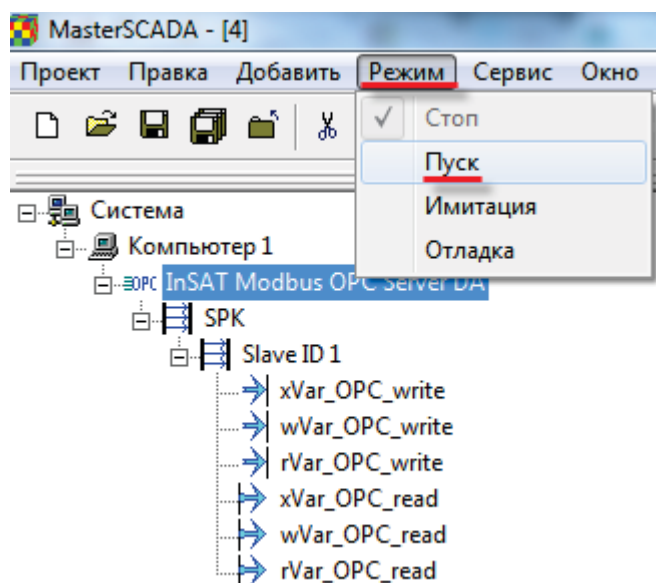 MasterSCADA - [4]
Проект Правка Добавить Режим Сервис Окно
Стоп
Пуск
Имитация
Отладка
Система
Компьютер 1
OPC InSAT Modbus OPC Server DA
SPK
Slave ID 1
xVar_OPC_write
wVar_OPC_write
rVar_OPC_write
xVar_OPC_read
wVar_OPC_read
rVar_OPC_read